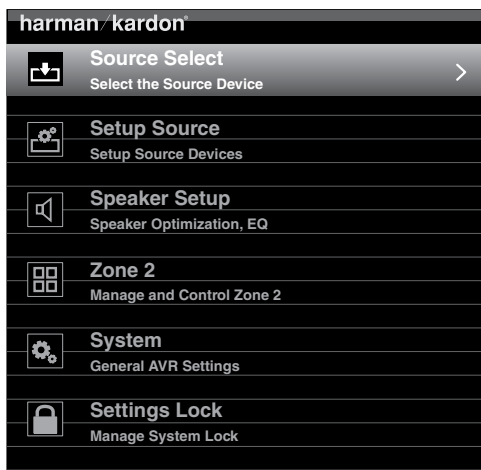 harman/kardon®
Source Select
Select the Source Device
Setup Source
Setup Source Devices
Speaker Setup
Speaker Optimization, EQ
Zone 2
Manage and Control Zone 2
System
General AVR Settings
Settings Lock
Manage System Lock